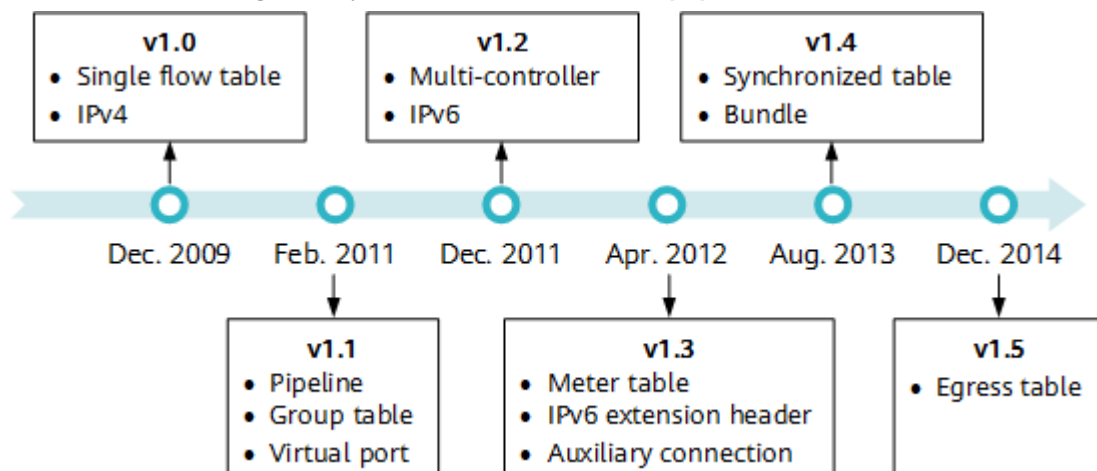 v1.0
• Single flow table
• IPv4
v1.2
• Multi-controller
• IPv6
v1.4
• Synchronized table
• Bundle
Dec. 2009
Feb. 2011
Dec. 2011
Apr. 2012
Aug. 2013
Dec. 2014
v1.1
• Pipeline
• Group table
• Virtual port
v1.3
• Meter table
• IPv6 extension header
• Auxiliary connection
v1.5
• Egress table